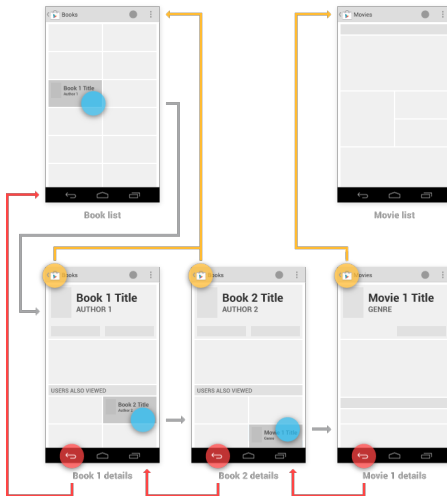 Books
Movies
Book 1 Title
Author 1
Book list
Movie list
Books
Books
Movies
Book 1 Title
AUTHOR 1
Book 2 Title
AUTHOR 2
Movie 1 Title
GENRE
USERS ALSO VIEWED
USERS ALSO VIEWED
Book 2 Title
Author 2
Movie 1 Title
Genre
Book 1 details
Book 2 details
Movie 1 details